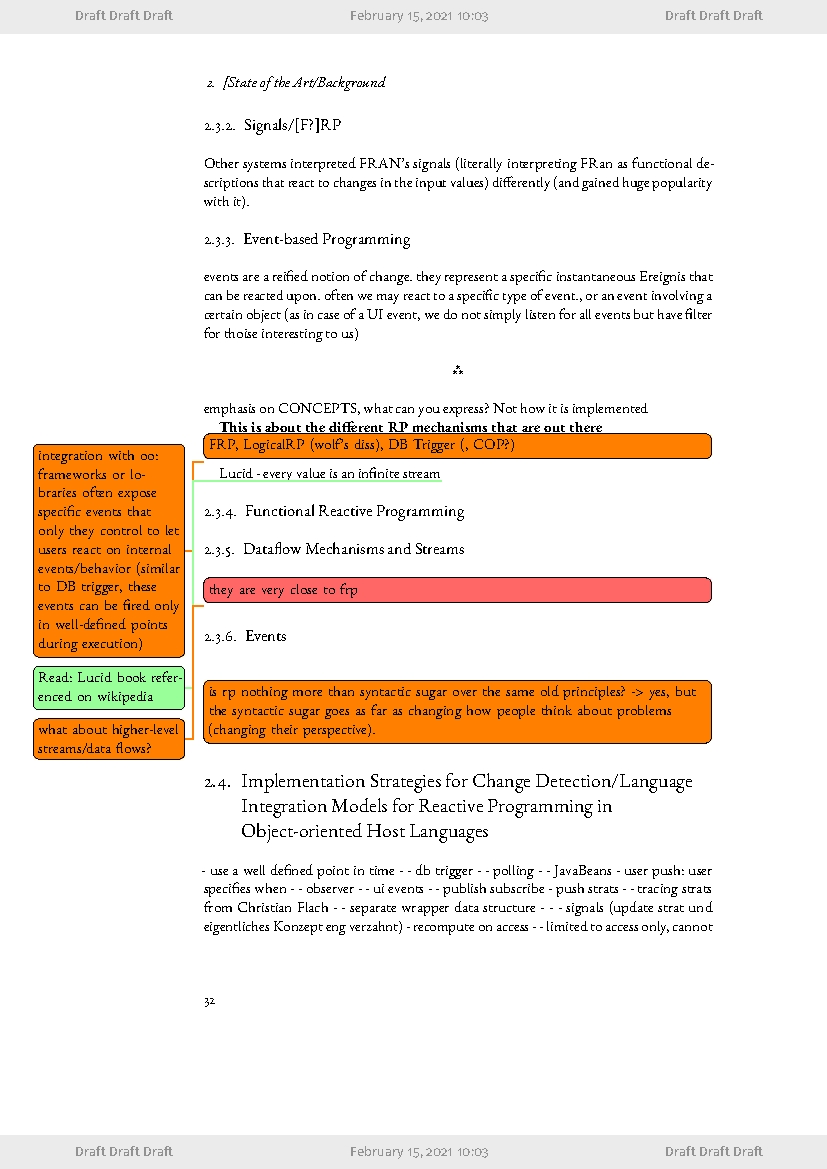 Draft Draft Draft February 15, 2021 10:03 Draft Draft Draft
2. [State of the Art/Background
2.3.2. Signals/[F?]RP
Other systems interpreted FRAN's signals (literally interpreting FRan as functional de-
scriptions that react to changes in the input values) differently (and gained huge popularity
with it).
2.3.3. Event-based Programming
events are a reified notion of change. they represent a specific instantaneous Ereignis that
can be reacted upon. often we may react to a specific type of event., or an event involving a
certain object (as in case of a UI event, we do not simply listen for all events but have filter
for thoise interesting to us)
⁂
emphasis on CONCEPTS, what can you express? Not how it is implemented
This is about the different RP mechanisms that are out there
FRP, LogicalRP (wolf's diss), DB Trigger (, COP?)
Lucid - every value is an infinite stream
2.3.4. Functional Reactive Programming
2.3.5. Dataflow Mechanisms and Streams
they are very close to frp
2.3.6. Events
is rp nothing more than syntactic sugar over the same old principles? -> yes, but
the syntactic sugar goes as far as changing how people think about problems
(changing their perspective).
integration with oo:
frameworks or lo-
braries often expose
specific events that
only they control to let
users react on internal
events/behavior (similar
to DB trigger, these
events can be fired only
in well-defined points
during execution)
Read: Lucid book refer-
enced on wikipedia
what about higher-level
streams/data flows?
2.4. Implementation Strategies for Change Detection/Language
Integration Models for Reactive Programming in
Object-oriented Host Languages
- use a well defined point in time - - db trigger - - polling - - JavaBeans - user push: user
specifies when - - observer - - ui events - - publish subscribe - push strats - - tracing strats
from Christian Flach - - separate wrapper data structure - - - signals (update strat und
eigentliches Konzept eng verzahnt) - recompute on access - - limited to access only, cannot
32
Draft Draft Draft February 15, 2021 10:03 Draft Draft Draft